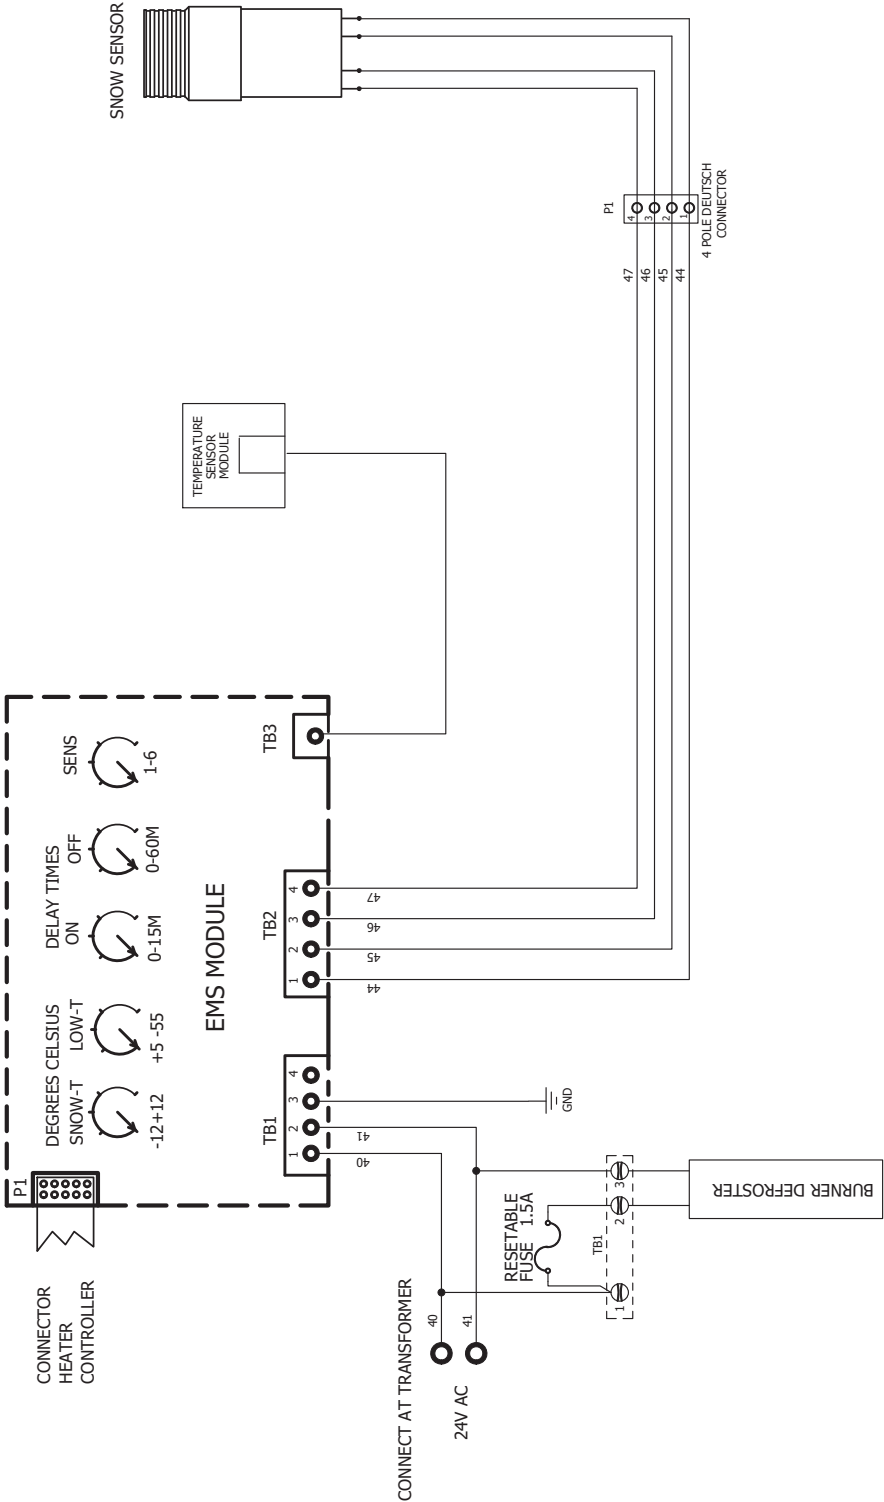 CONNECTOR
HEATER
CONTROLLER
P1
DEGREES CELSIUS
SNOW-T
LOW-T
-12+12
+5 -55
DELAY TIMES
ON
OFF
0-15M
0-60M
SENS
1-6
EMS MODULE
TB1
1
2
3
4
TB2
1
2
3
4
TB3
40
41
44
45
46
47
GND
SNOW SENSOR
TEMPERATURE
SENSOR
MODULE
P1
4
3
2
1
4 POLE DEUTSCH
CONNECTOR
47
46
45
44
CONNECT AT TRANSFORMER
24V AC
40
41
RESETABLE
FUSE 1.5A
TB1
1
2
3
BURNER DEFROSTER